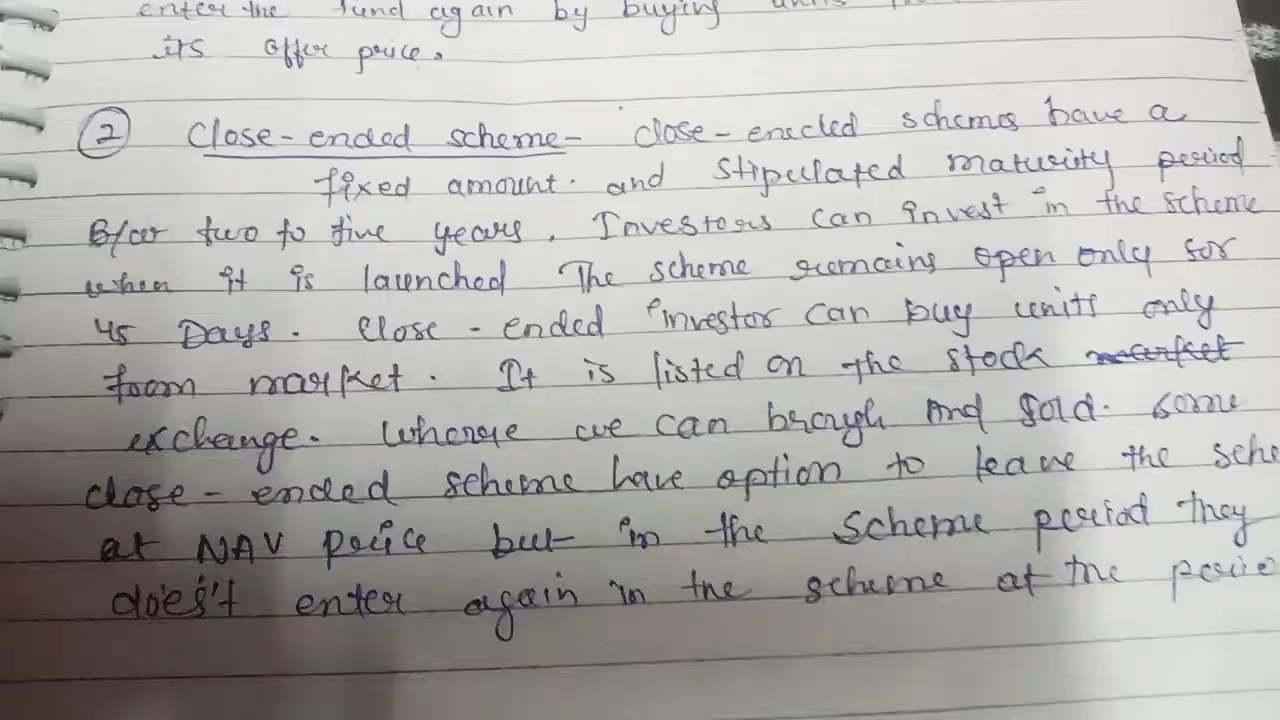 enter the fund again by buying units
its offer price.
② Close-ended scheme - close-ended schemes have a
fixed amount. and stipulated maturity period
B/w two to five years. Investors can invest in the scheme
when it is launched The scheme remains open only for
45 Days. Close-ended investor can buy units only
from market. It is listed on the stock market
exchange. Where we can brough And Sold. some
close-ended scheme have option to leave the sche
at NAV price but in the scheme period they
does't enter again in the scheme at the perio